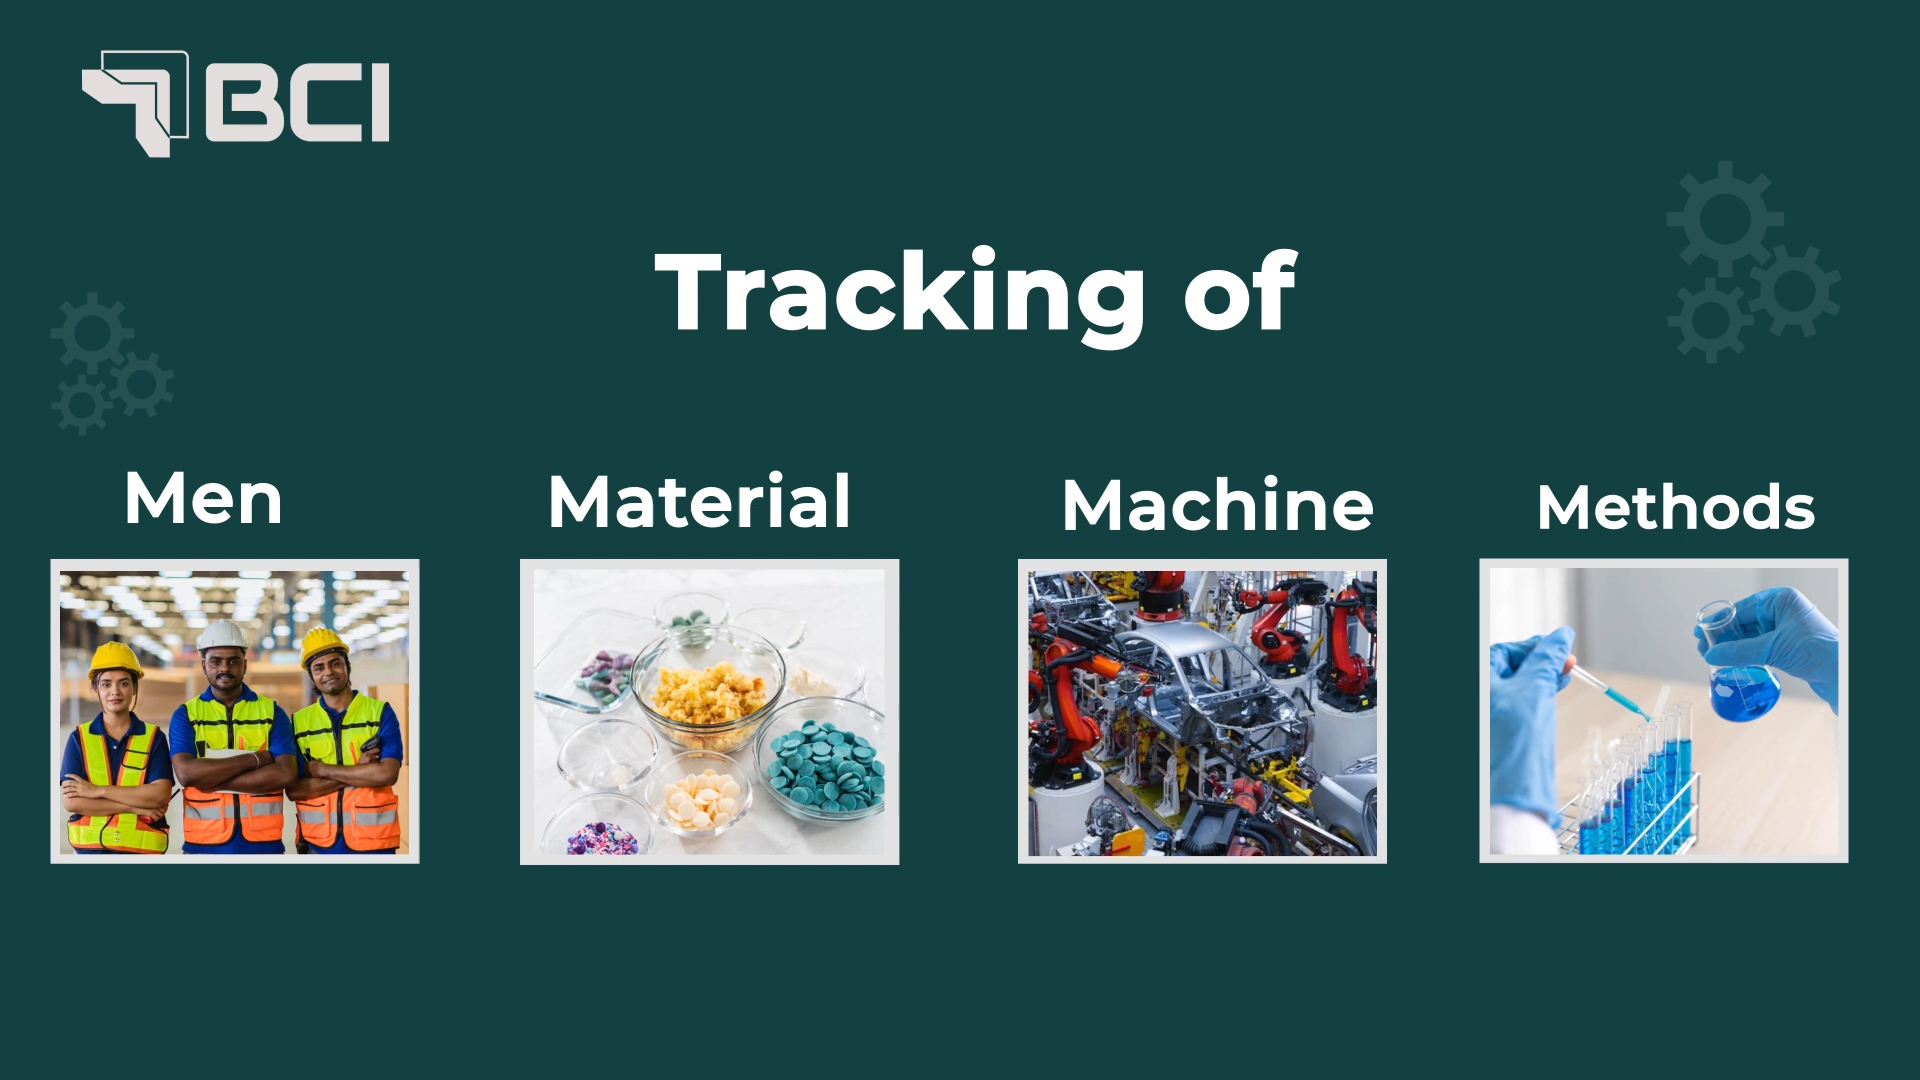 BCI
Tracking of
Men
Material
Machine
Methods